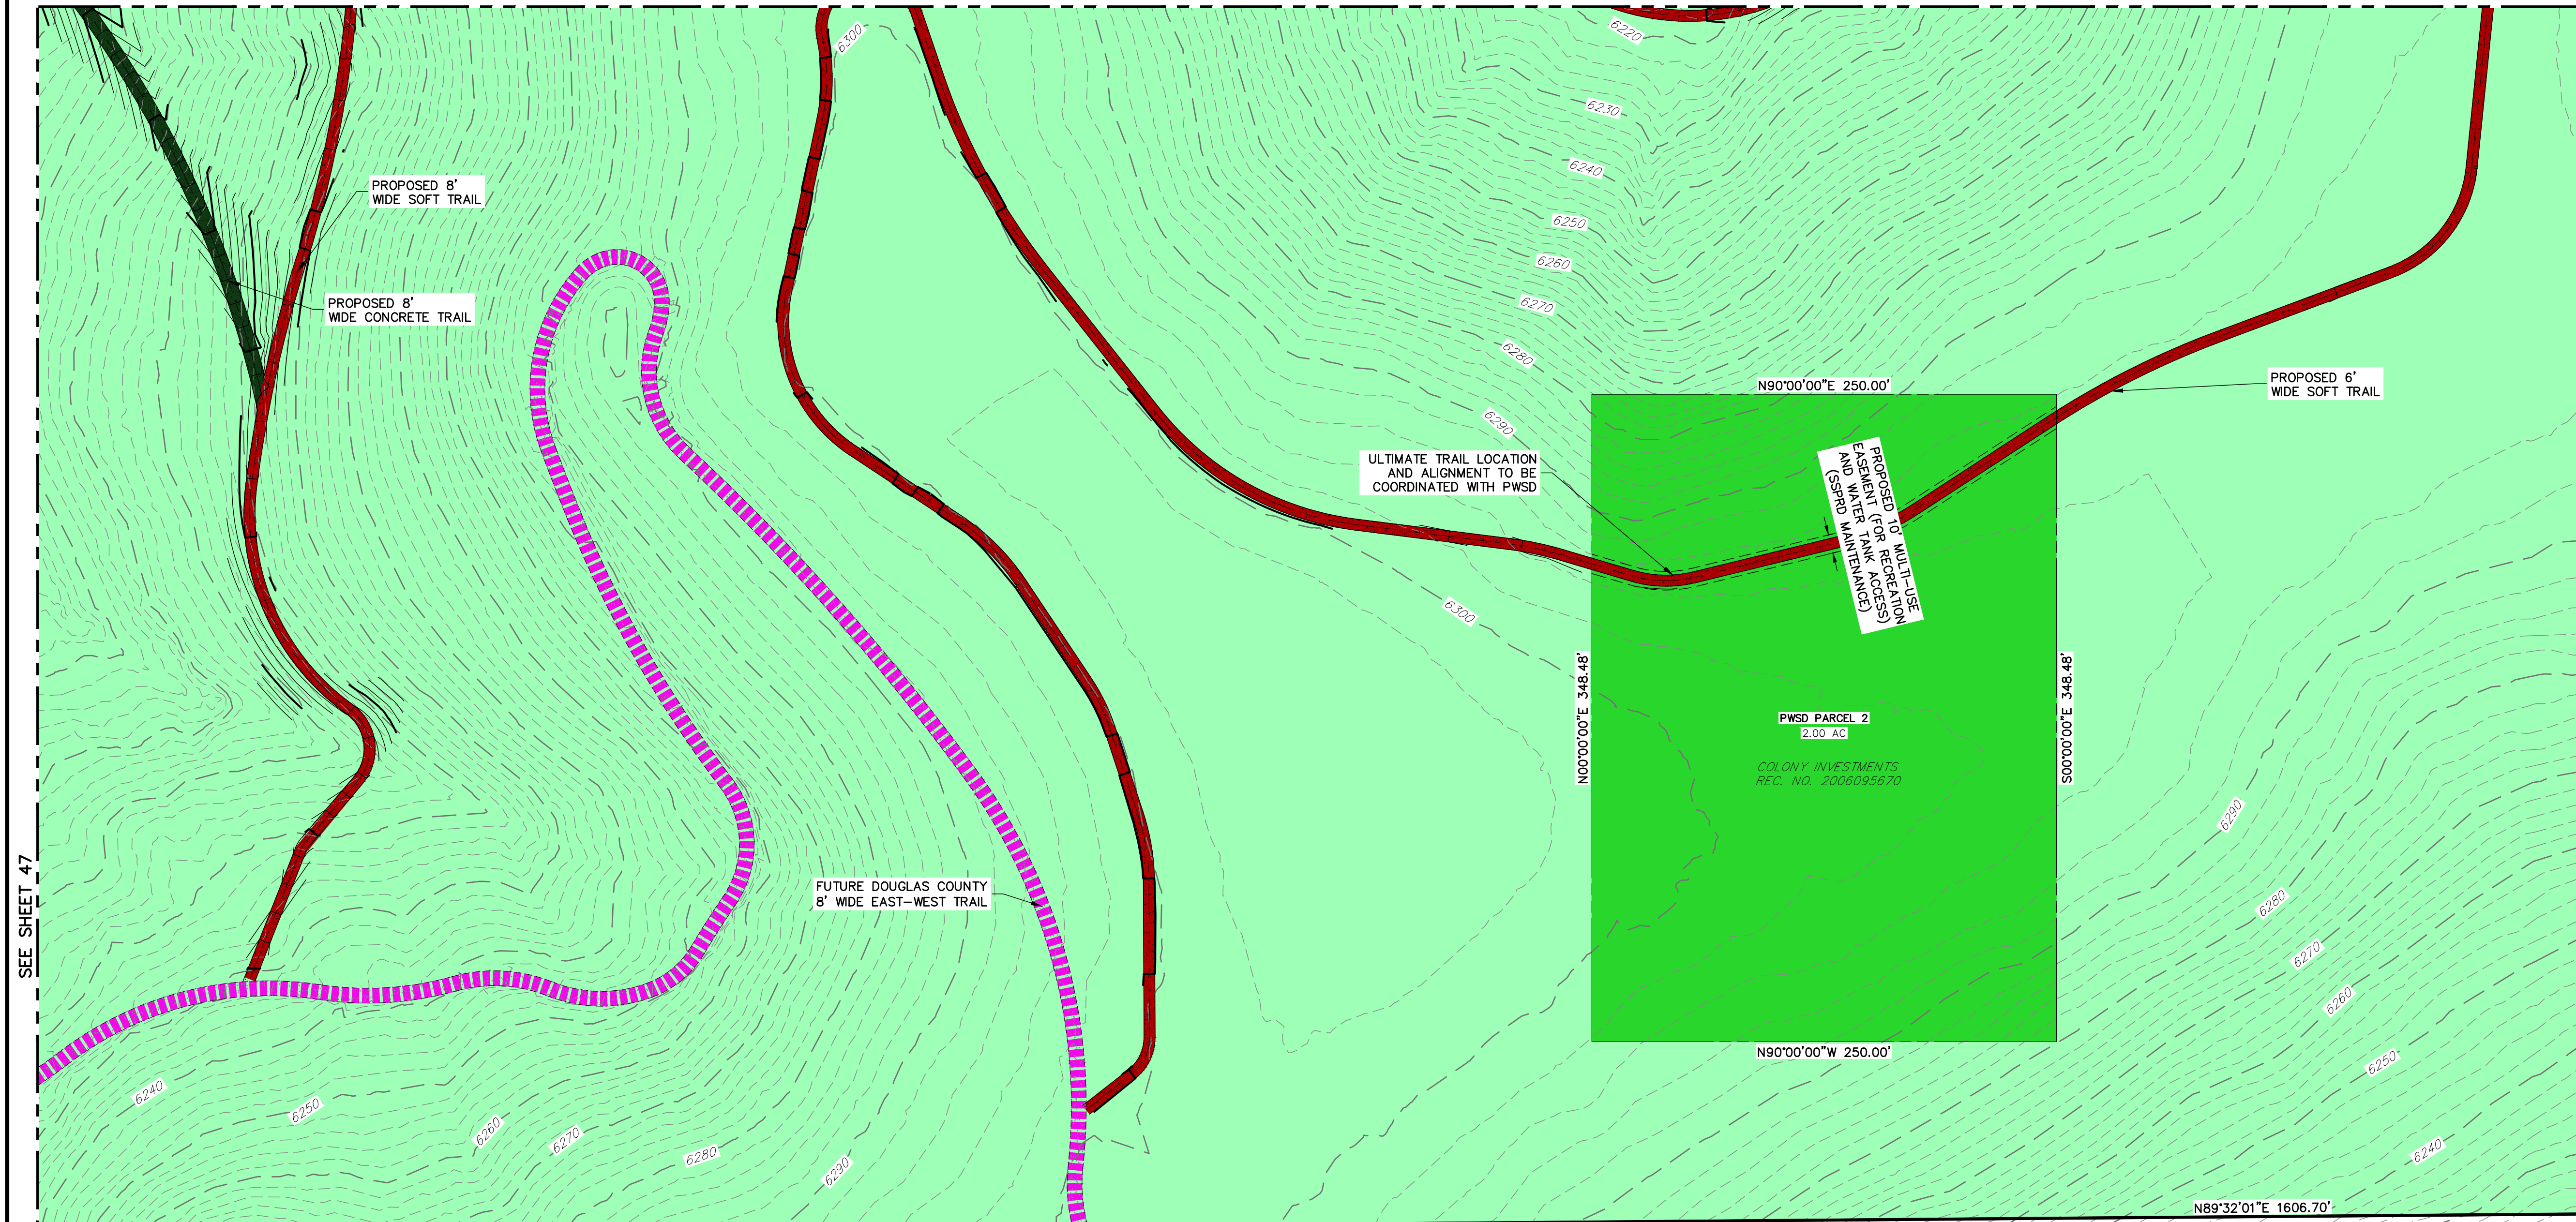 6300
6220
6230
6240
6250
6260
6270
6280
6290
6300
PROPOSED 8'
WIDE SOFT TRAIL
PROPOSED 8'
WIDE CONCRETE TRAIL
N90°00'00"E 250.00'
PROPOSED 6'
WIDE SOFT TRAIL
ULTIMATE TRAIL LOCATION
AND ALIGNMENT TO BE
COORDINATED WITH PWSD
PROPOSED 10' MULTI-USE
EASEMENT (FOR RECREATION
AND WATER TANK ACCESS)
(SSPRD MAINTENANCE)
N00°00'00"E 348.48'
S00°00'00"E 348.48'
PWSD PARCEL 2
2.00 AC
COLONY INVESTMENTS
REC. NO. 2006095670
SEE SHEET 47
FUTURE DOUGLAS COUNTY
8' WIDE EAST-WEST TRAIL
N90°00'00"W 250.00'
6290
6280
6270
6260
6250
6240
6240
6250
6260
6270
6280
6290
N89°32'01"E 1606.70'